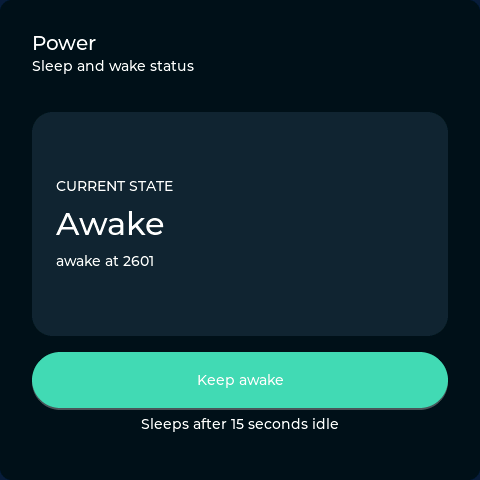 Power
Sleep and wake status
CURRENT STATE
Awake
awake at 2601
Keep awake
Sleeps after 15 seconds idle